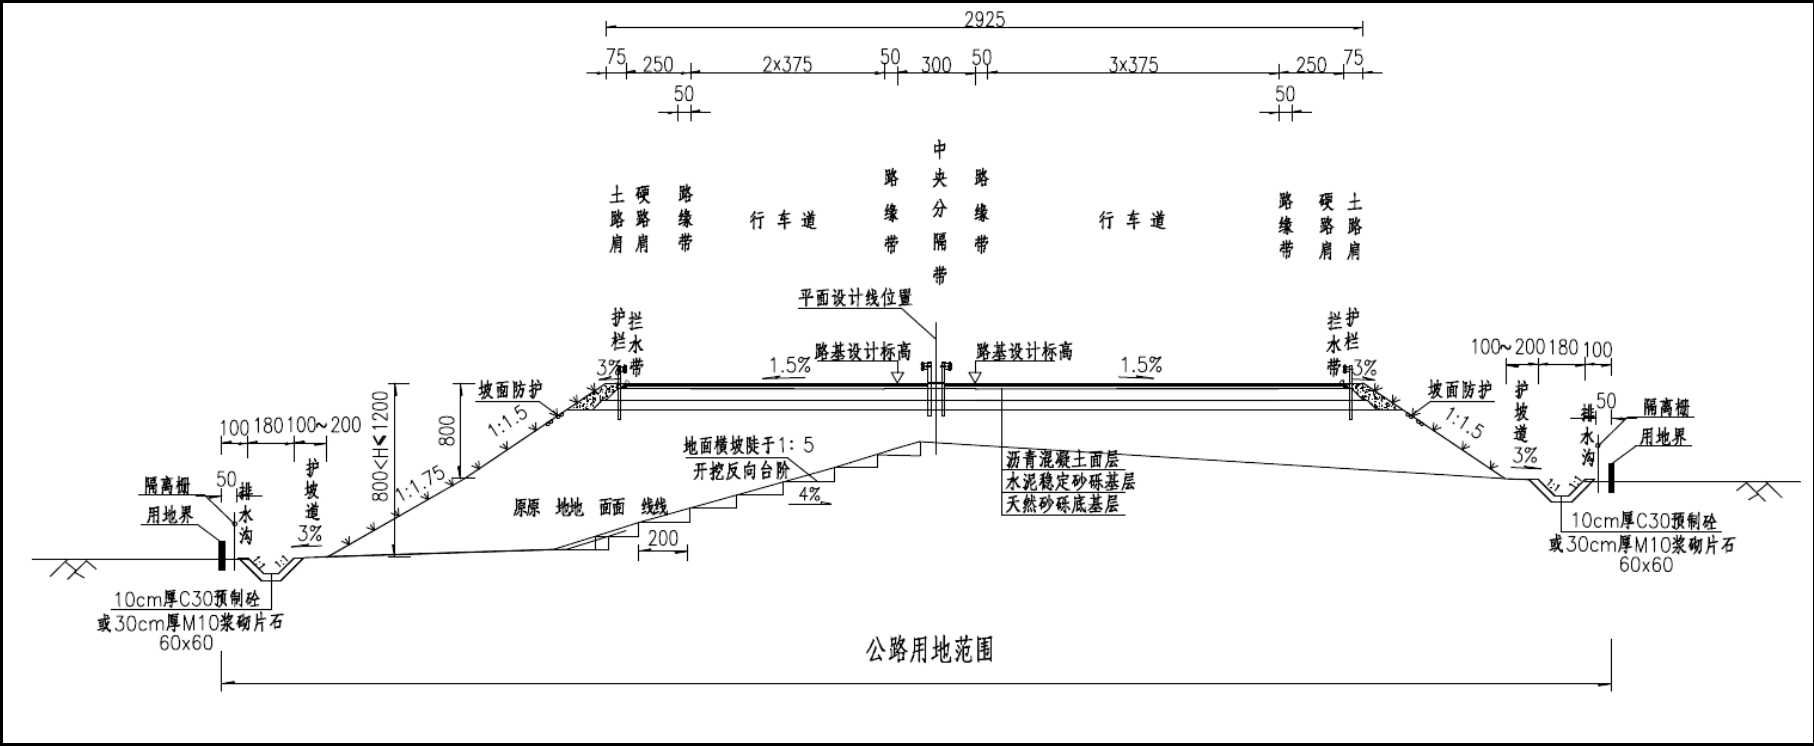 2925
75
250
2x375
50
300
50
3x375
250
75
50
50
土路肩
硬路肩
路缘带
行车道
路缘带
中央分隔带
路缘带
行车道
路缘带
硬路肩
土路肩
平面设计线位置
护栏
拦水带
路基设计标高
路基设计标高
拦水带
护栏
3%
1.5%
1.5%
3%
100~200
180
100
坡面防护
坡面防护
1:1.5
1:1.5
800<H≤1200
800
1:1.75
100
180
100~200
护坡道
排水沟
50
隔离栅
用地界
3%
地面横坡陡于1:5
开挖反向台阶
4%
沥青混凝土面层
水泥稳定砂砾基层
天然砂砾底基层
隔离栅
50
排水沟
护坡道
用地界
3%
原原 地地 面面 线线
200
1:1
1:1
1:1
1:1
10cm厚C30预制砼
或30cm厚M10浆砌片石
60x60
10cm厚C30预制砼
或30cm厚M10浆砌片石
60x60
公路用地范围